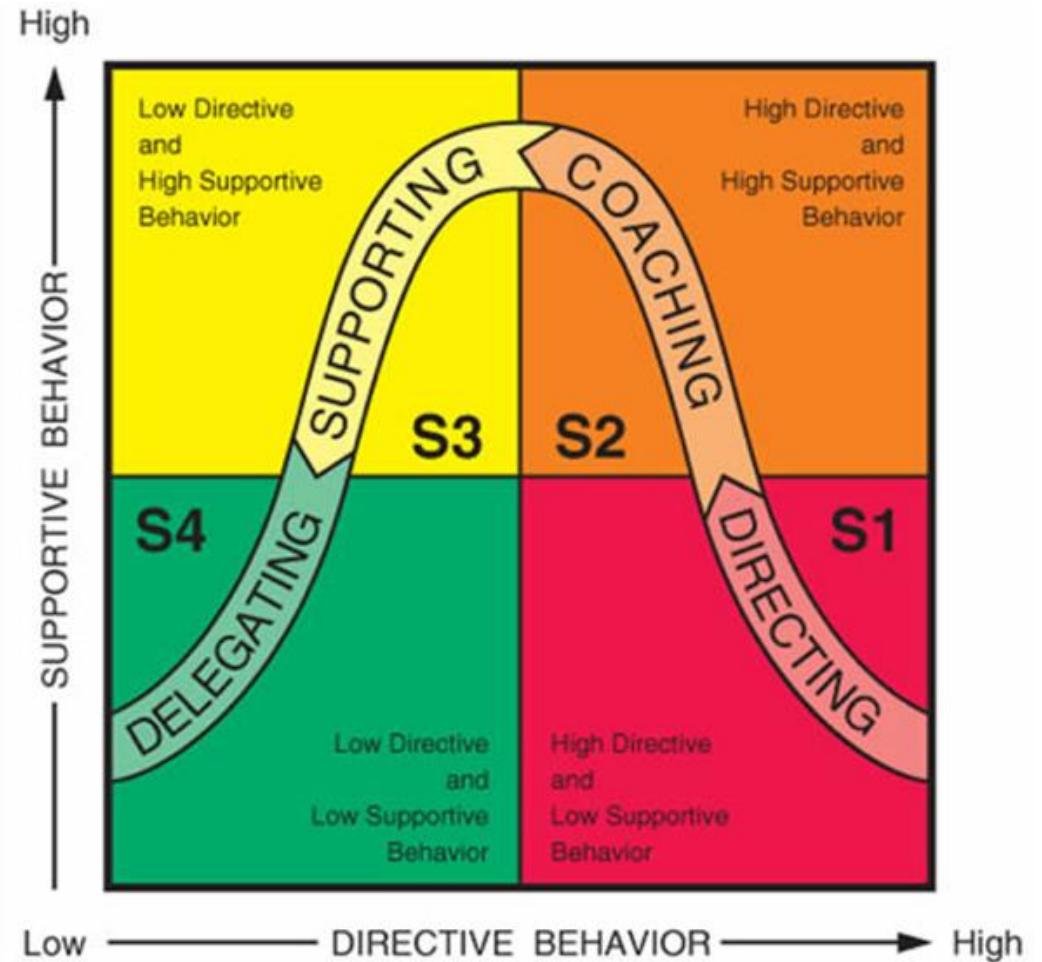 High
Low Directive
and
High Supportive
Behavior
High Directive
and
High Supportive
Behavior
SUPPORTING
COACHING
S3
S2
SUPPORTIVE BEHAVIOR
S4
S1
DELEGATING
DIRECTING
Low Directive
and
Low Supportive
Behavior
High Directive
and
Low Supportive
Behavior
Low
DIRECTIVE BEHAVIOR
High